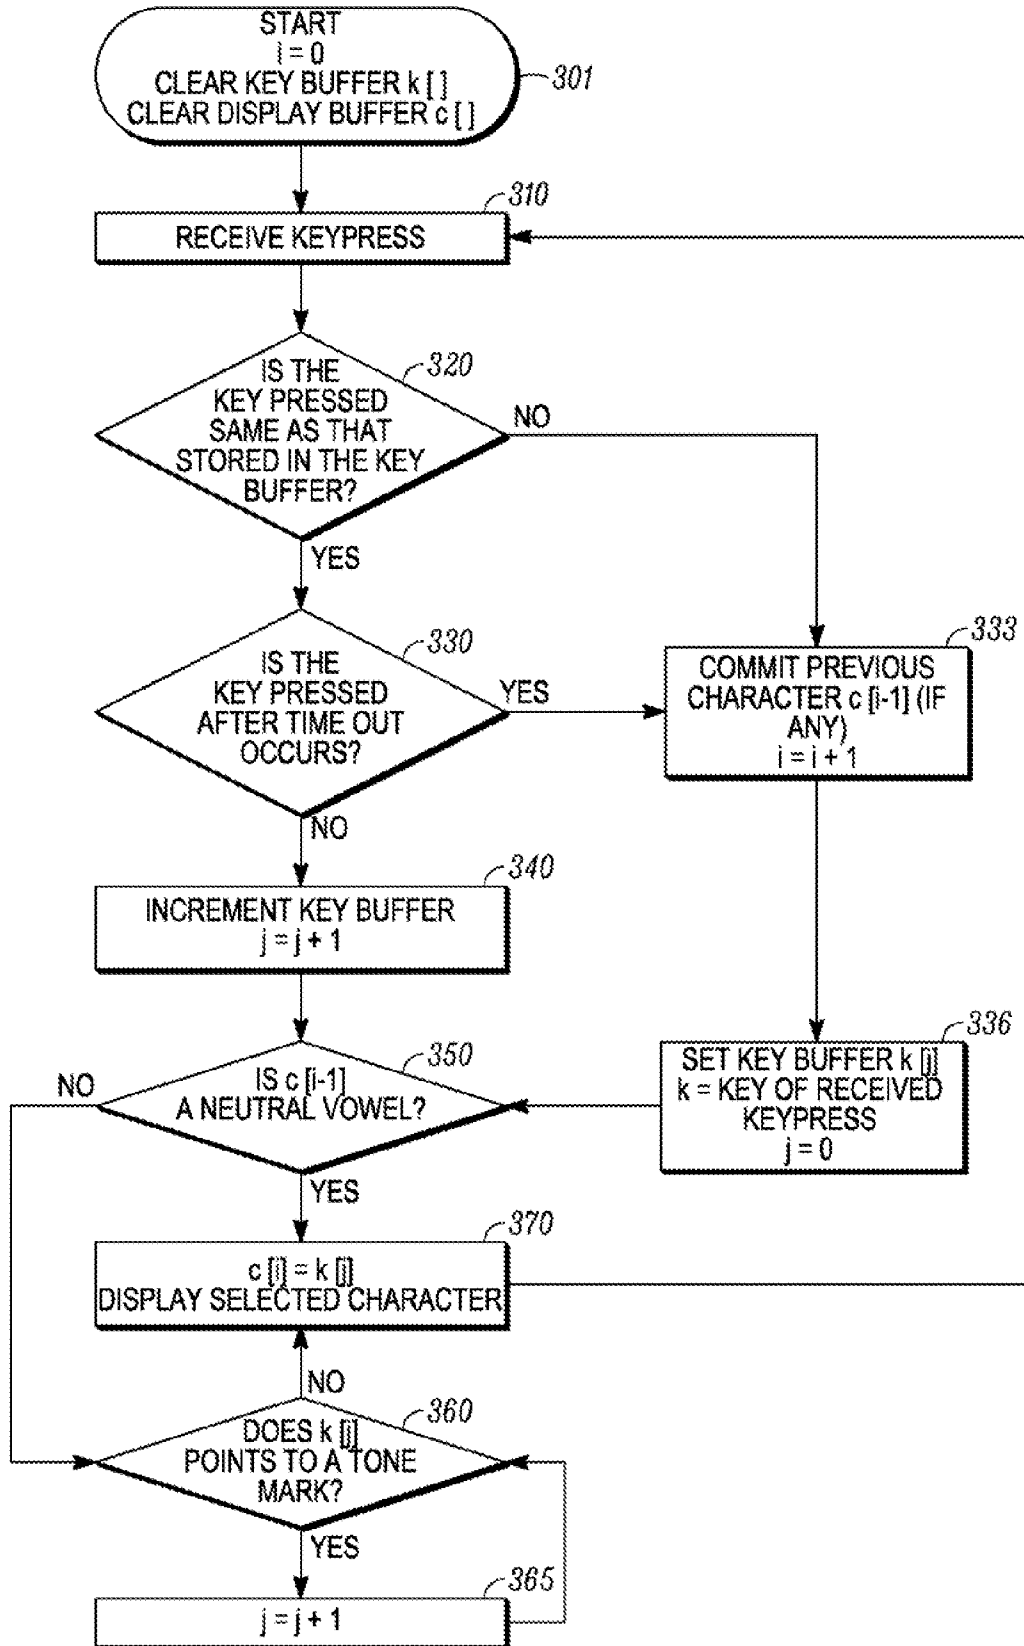 START
i = 0
CLEAR KEY BUFFER k [ ]
CLEAR DISPLAY BUFFER c [ ]
301
310
RECEIVE KEYPRESS
320
IS THE
KEY PRESSED
SAME AS THAT
STORED IN THE KEY
BUFFER?
NO
YES
330
IS THE
KEY PRESSED
AFTER TIME OUT
OCCURS?
YES
NO
333
COMMIT PREVIOUS
CHARACTER c [i-1] (IF
ANY)
i = i + 1
340
INCREMENT KEY BUFFER
j = j + 1
336
SET KEY BUFFER k [j]
k = KEY OF RECEIVED
KEYPRESS
j = 0
350
IS c [i-1]
A NEUTRAL VOWEL?
NO
YES
370
c [i] = k [j]
DISPLAY SELECTED CHARACTER
NO
360
DOES k [j]
POINTS TO A TONE
MARK?
YES
365
j = j + 1